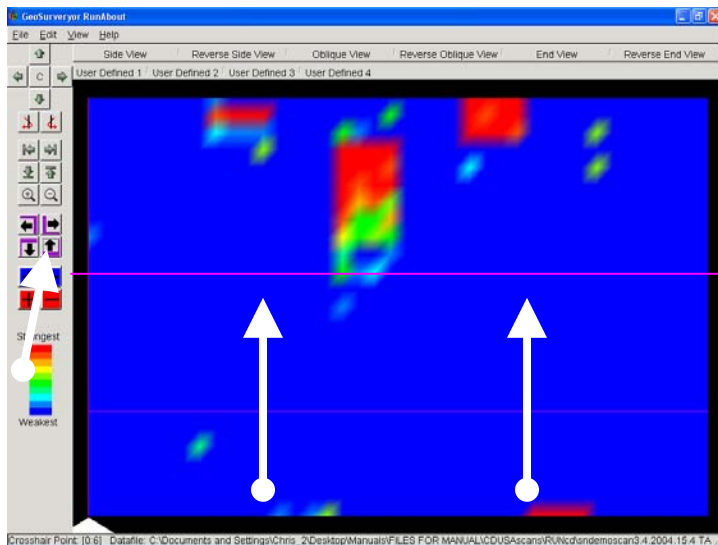 GeoSurveryor RunAbout
File Edit View Help
Side View Reverse Side View Oblique View Reverse Oblique View End View Reverse End View
C
User Defined 1 User Defined 2 User Defined 3 User Defined 4
Strongest
Weakest
Crosshair Point: [0:6] Datafile: C:\Documents and Settings\Chris_2\Desktop\Manuals\FILES FOR MANUAL\CDUSAscans\RUNcd\sndemoscan3.4.2004.15.4 TA